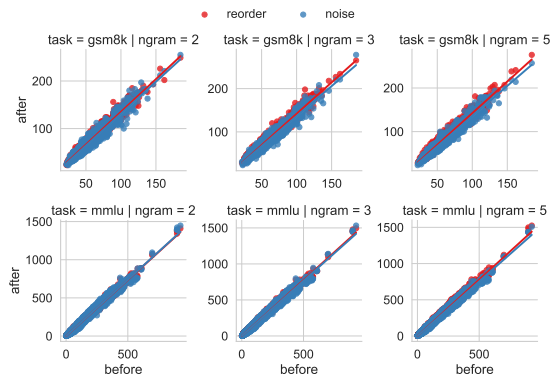 reorder noise
task = gsm8k | ngram = 2 task = gsm8k | ngram = 3 task = gsm8k | ngram = 5
200 200 200
after
100 100 100
50 100 150 50 100 150 50 100 150
task = mmlu | ngram = 2 task = mmlu | ngram = 3 task = mmlu | ngram = 5
1500 1500 1500
1000 1000 1000
after
500 500 500
0 0 0
0 500 0 500 0 500
before before before